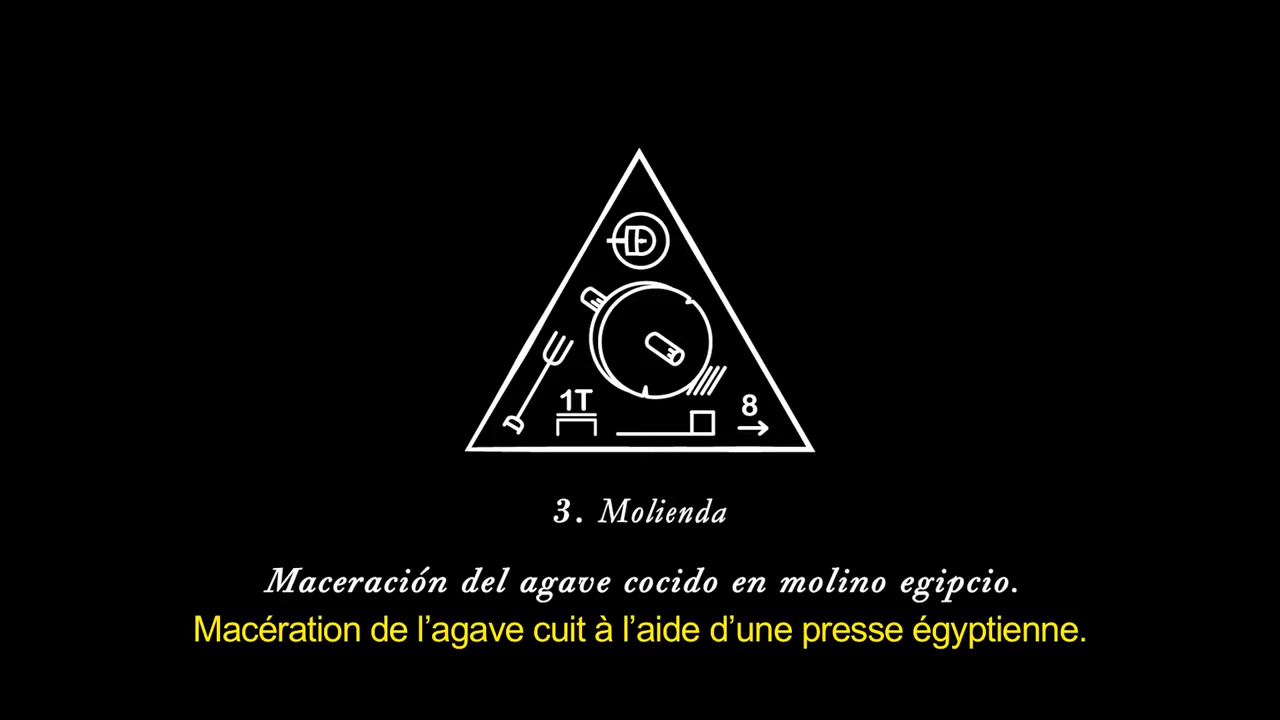 1T
8
3. Molienda
Maceración del agave cocido en molino egipcio.
Macération de l’agave cuit à l’aide d’une presse égyptienne.